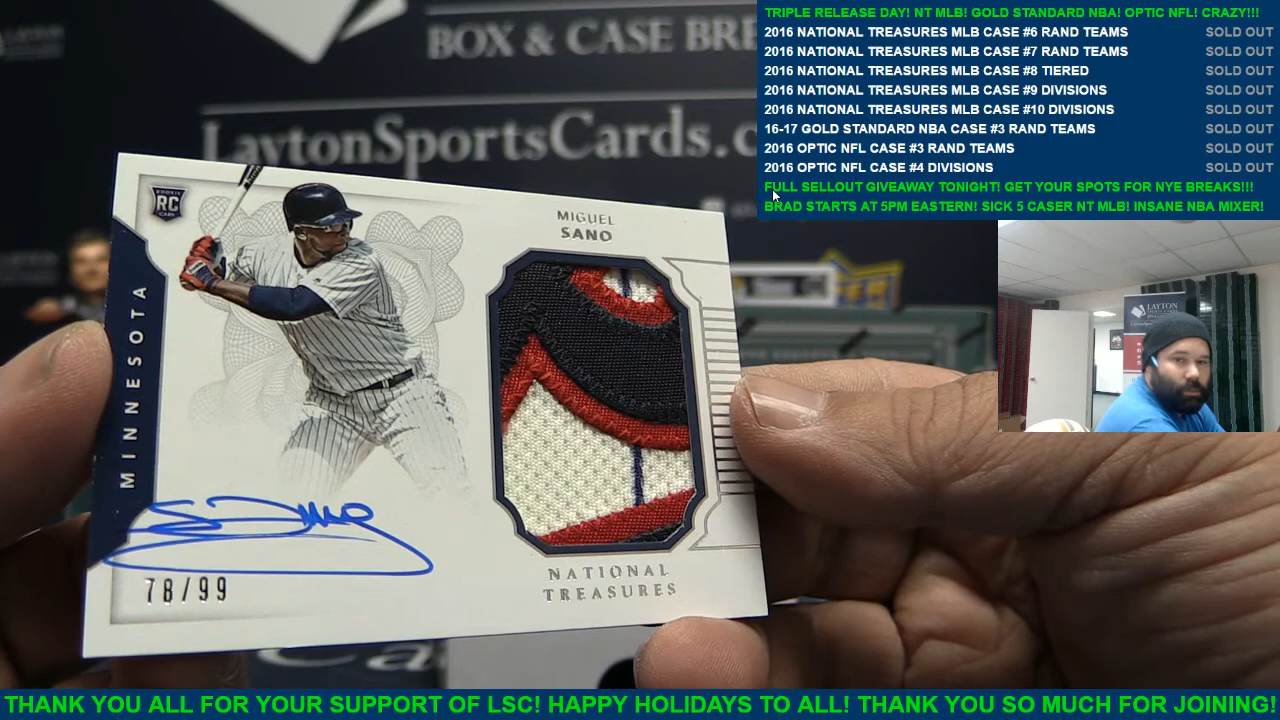 TRIPLE RELEASE DAY! NT MLB! GOLD STANDARD NBA! OPTIC NFL! CRAZY!!!
2016 NATIONAL TREASURES MLB CASE #6 RAND TEAMS SOLD OUT
2016 NATIONAL TREASURES MLB CASE #7 RAND TEAMS SOLD OUT
2016 NATIONAL TREASURES MLB CASE #8 TIERED SOLD OUT
2016 NATIONAL TREASURES MLB CASE #9 DIVISIONS SOLD OUT
2016 NATIONAL TREASURES MLB CASE #10 DIVISIONS SOLD OUT
16-17 GOLD STANDARD NBA CASE #3 RAND TEAMS SOLD OUT
2016 OPTIC NFL CASE #3 RAND TEAMS SOLD OUT
2016 OPTIC NFL CASE #4 DIVISIONS SOLD OUT
FULL SELLOUT GIVEAWAY TONIGHT! GET YOUR SPOTS FOR NYE BREAKS!!!
BRAD STARTS AT 5PM EASTERN! SICK 5 CASER NT MLB! INSANE NBA MIXER!
BOX & CASE BRE
LaytonSportsCards.c
LAYTON
ROOKIE
RC
CARD
MIGUEL
SANO
MINNESOTA
78/99
NATIONAL
TREASURES
THANK YOU ALL FOR YOUR SUPPORT OF LSC! HAPPY HOLIDAYS TO ALL! THANK YOU SO MUCH FOR JOINING!